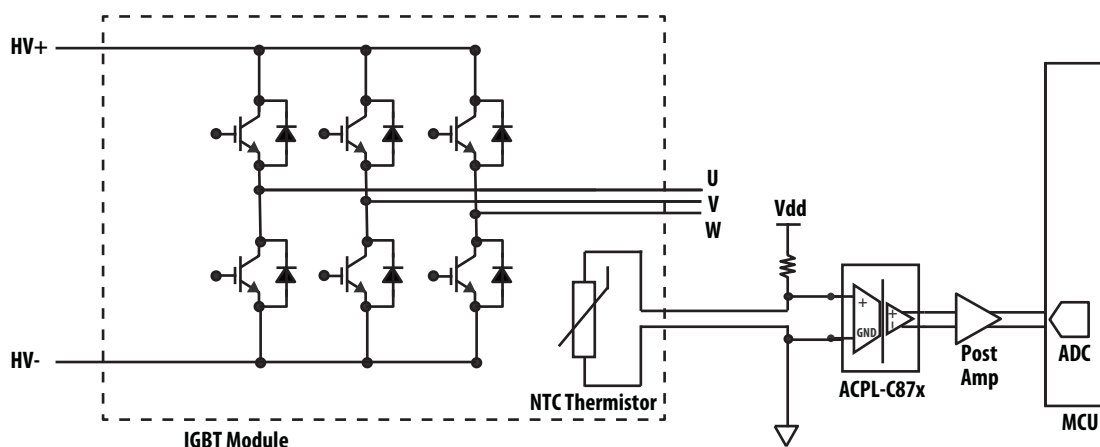 HV+
U
V
W
Vdd
+
GND
+
–
ACPL-C87x
Post
Amp
ADC
MCU
HV-
NTC Thermistor
IGBT Module